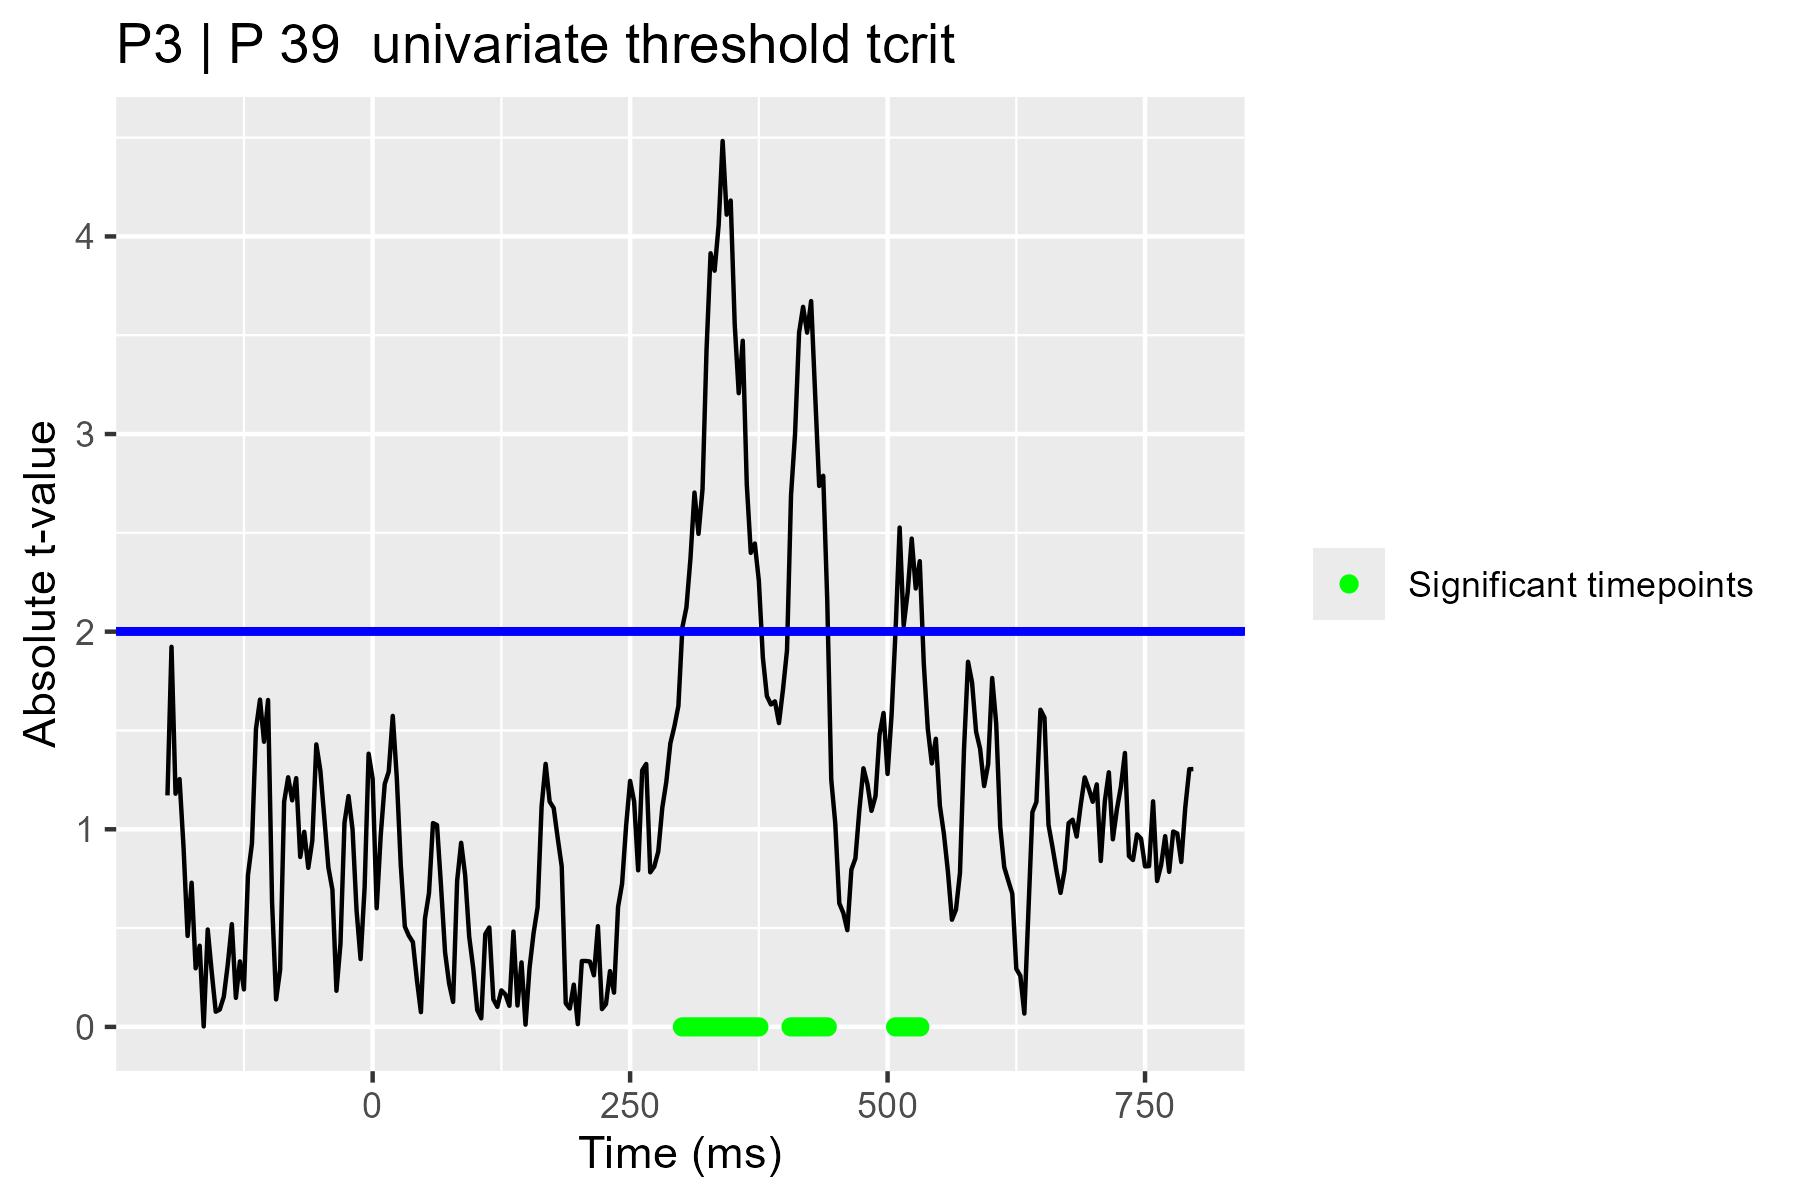 P3 | P 39  univariate threshold tcrit
Absolute t-value
4
3
2
1
0
0 250 500 750
Time (ms)
Significant timepoints